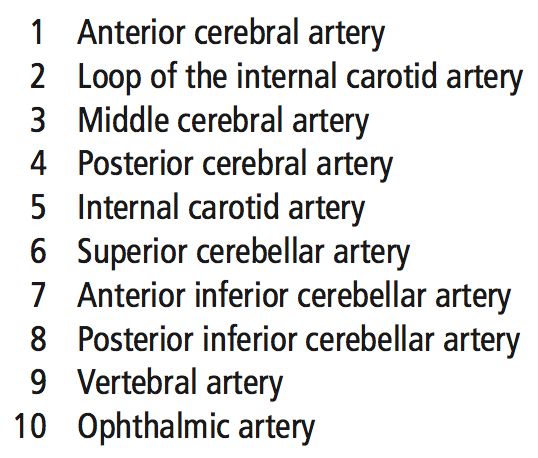 1 Anterior cerebral artery
2 Loop of the internal carotid artery
3 Middle cerebral artery
4 Posterior cerebral artery
5 Internal carotid artery
6 Superior cerebellar artery
7 Anterior inferior cerebellar artery
8 Posterior inferior cerebellar artery
9 Vertebral artery
10 Ophthalmic artery